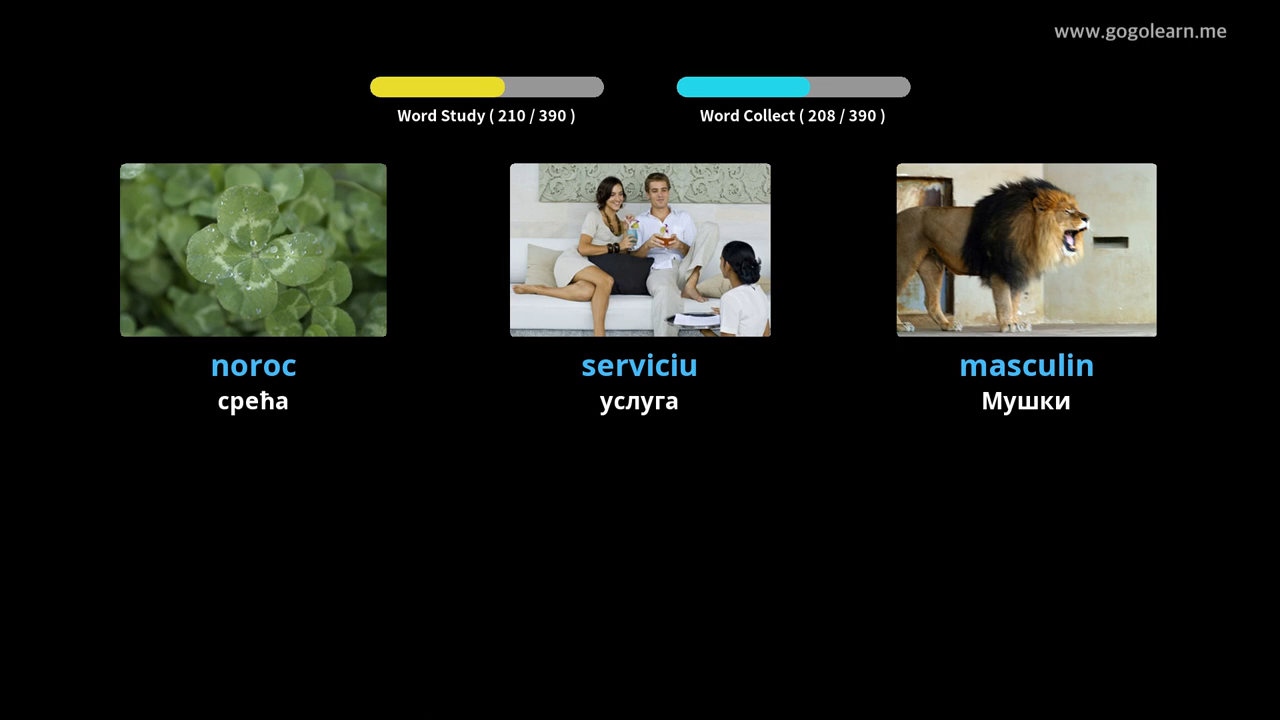 www.gogolearn.me
Word Study ( 210 / 390 )
Word Collect ( 208 / 390 )
noroc
serviciu
masculin
срећа
услуга
Мушки